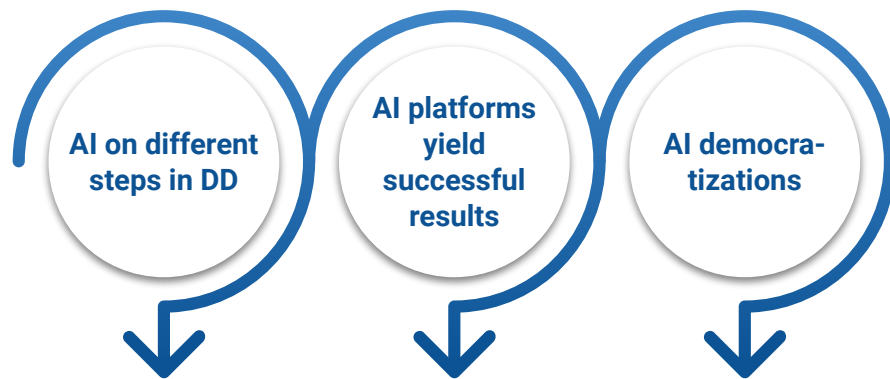 AI on different
steps in DD
AI platforms
yield
successful
results
AI democra-
tizations